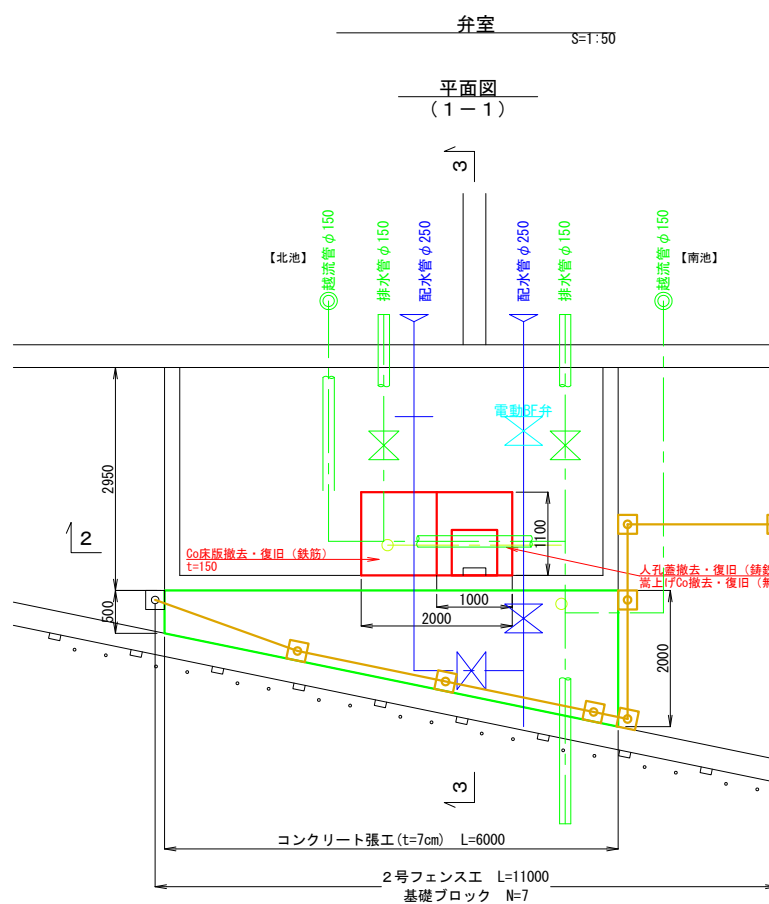 弁室
S=1:50
平面図
(1-1)
3
【北池】
越流管φ150
排水管φ150
配水管φ250
配水管φ250
排水管φ150
越流管φ150
【南池】
電動BF弁
2950
2
Co床版撤去・復旧(鉄筋)
t=150
1100
人孔蓋撤去・復旧(鋳鉄
嵩上げCo撤去・復旧(無
1000
2000
500
2000
3
コンクリート張工(t=7cm) L=6000
2号フェンス工 L=11000
基礎ブロック N=7